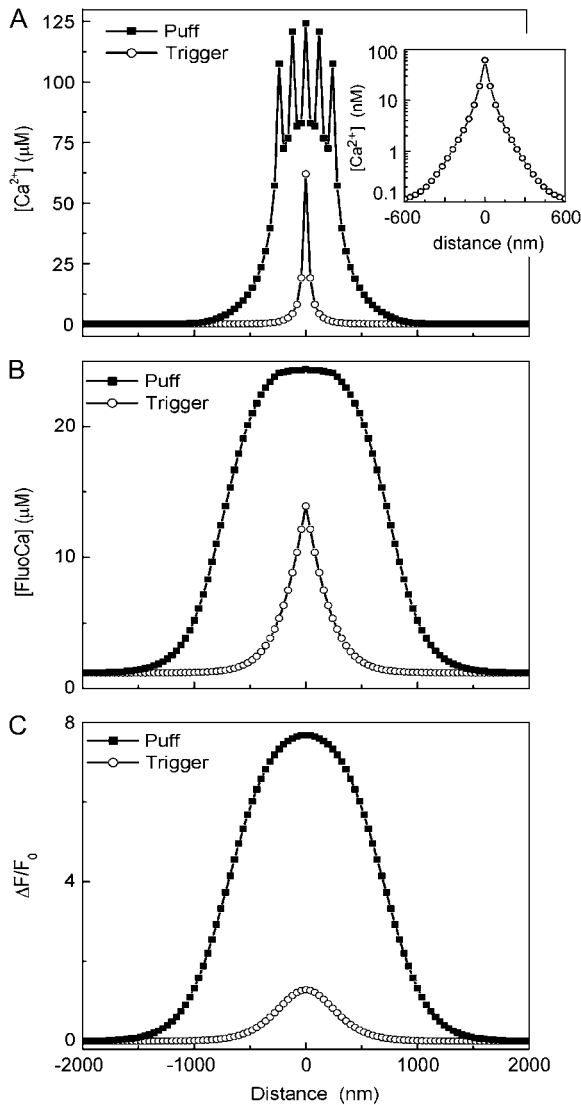 A
Puff
Trigger
[Ca²⁺] (μM)
125
100
75
50
25
0
[Ca²⁺] (nM)
100
10
1
0.1
-600
0
600
distance (nm)
B
Puff
Trigger
[FluoCa] (μM)
20
10
0
C
Puff
Trigger
ΔF/F₀
8
4
0
-2000
-1000
0
1000
2000
Distance (nm)